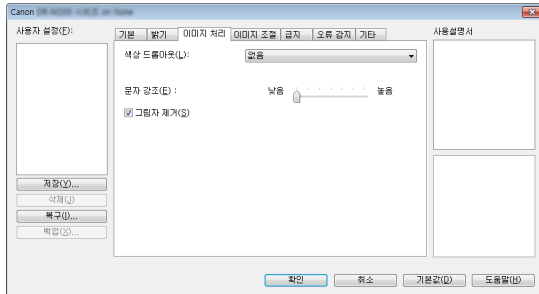 Canon
사용자 설정(F):
기본 밝기 이미지 처리 이미지 조절 급지 오류 감지 기타
사용설명서
색상 드롭아웃(L):
없음
문자 강조(E) :
낮음
높음
그림자 제거(S)
저장(Y)...
삭제(J)
복구(I)...
백업(X)...
확인
취소
기본값(D)
도움말(H)